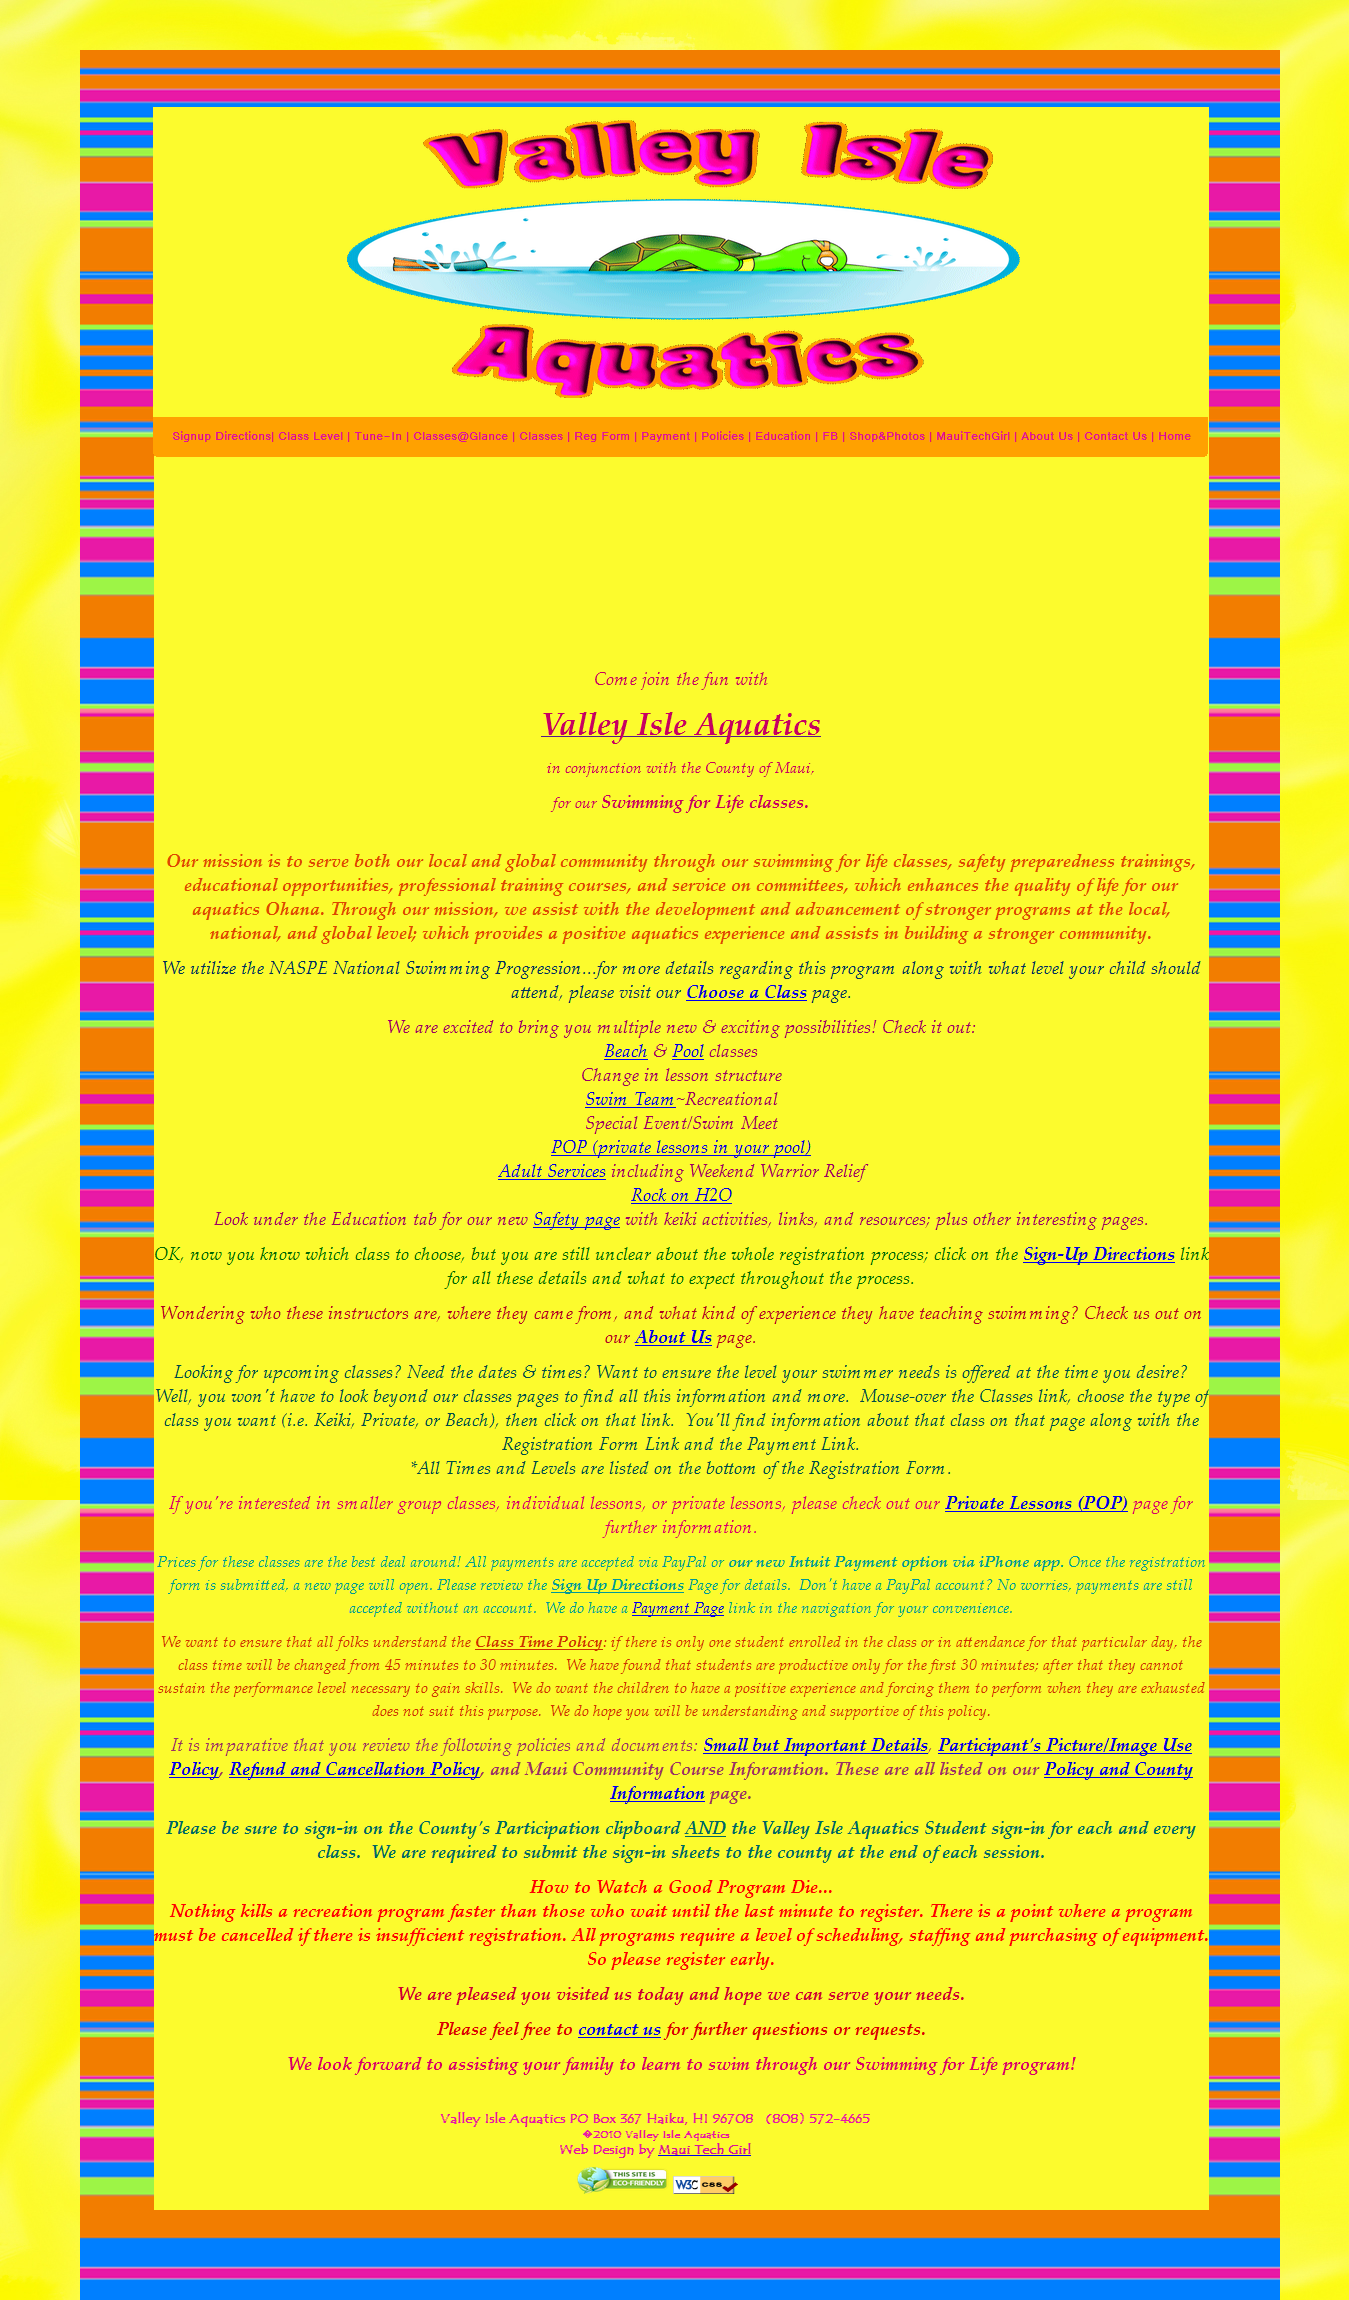 Valley Isle
Aquatics
Signup Directions| Class Level | Tune-In | Classes@Glance | Classes | Reg Form | Payment | Policies | Education | FB | Shop&Photos | MauiTechGirl | About Us | Contact Us | Home
Come join the fun with
Valley Isle Aquatics
in conjunction with the County of Maui,
for our Swimming for Life classes.
Our mission is to serve both our local and global community through our swimming for life classes, safety preparedness trainings,
educational opportunities, professional training courses, and service on committees, which enhances the quality of life for our
aquatics Ohana. Through our mission, we assist with the development and advancement of stronger programs at the local,
national, and global level; which provides a positive aquatics experience and assists in building a stronger community.
We utilize the NASPE National Swimming Progression...for more details regarding this program along with what level your child should
attend, please visit our Choose a Class page.
We are excited to bring you multiple new & exciting possibilities! Check it out:
Beach & Pool classes
Change in lesson structure
Swim Team~Recreational
Special Event/Swim Meet
POP (private lessons in your pool)
Adult Services including Weekend Warrior Relief
Rock on H2O
Look under the Education tab for our new Safety page with keiki activities, links, and resources; plus other interesting pages.
OK, now you know which class to choose, but you are still unclear about the whole registration process; click on the Sign-Up Directions link
for all these details and what to expect throughout the process.
Wondering who these instructors are, where they came from, and what kind of experience they have teaching swimming? Check us out on
our About Us page.
Looking for upcoming classes? Need the dates & times? Want to ensure the level your swimmer needs is offered at the time you desire?
Well, you won't have to look beyond our classes pages to find all this information and more.  Mouse-over the Classes link, choose the type of
class you want (i.e. Keiki, Private, or Beach), then click on that link.  You'll find information about that class on that page along with the
Registration Form Link and the Payment Link.
*All Times and Levels are listed on the bottom of the Registration Form.
If you're interested in smaller group classes, individual lessons, or private lessons, please check out our Private Lessons (POP) page for
further information.
Prices for these classes are the best deal around! All payments are accepted via PayPal or our new Intuit Payment option via iPhone app. Once the registration
form is submitted, a new page will open. Please review the Sign Up Directions Page for details.  Don't have a PayPal account? No worries, payments are still
accepted without an account.  We do have a Payment Page link in the navigation for your convenience.
We want to ensure that all folks understand the Class Time Policy: if there is only one student enrolled in the class or in attendance for that particular day, the
class time will be changed from 45 minutes to 30 minutes.  We have found that students are productive only for the first 30 minutes; after that they cannot
sustain the performance level necessary to gain skills.  We do want the children to have a positive experience and forcing them to perform when they are exhausted
does not suit this purpose.  We do hope you will be understanding and supportive of this policy.
It is imparative that you review the following policies and documents: Small but Important Details, Participant's Picture/Image Use
Policy, Refund and Cancellation Policy, and Maui Community Course Inforamtion. These are all listed on our Policy and County
Information page.
Please be sure to sign-in on the County's Participation clipboard AND the Valley Isle Aquatics Student sign-in for each and every
class.  We are required to submit the sign-in sheets to the county at the end of each session.
How to Watch a Good Program Die...
Nothing kills a recreation program faster than those who wait until the last minute to register. There is a point where a program
must be cancelled if there is insufficient registration. All programs require a level of scheduling, staffing and purchasing of equipment.
So please register early.
We are pleased you visited us today and hope we can serve your needs.
Please feel free to contact us for further questions or requests.
We look forward to assisting your family to learn to swim through our Swimming for Life program!
Valley Isle Aquatics PO Box 367 Haiku, HI 96708   (808) 572-4665
�2010 Valley Isle Aquatics
Web Design by Maui Tech Girl
THIS SITE IS
ECO-FRIENDLY
W3C css